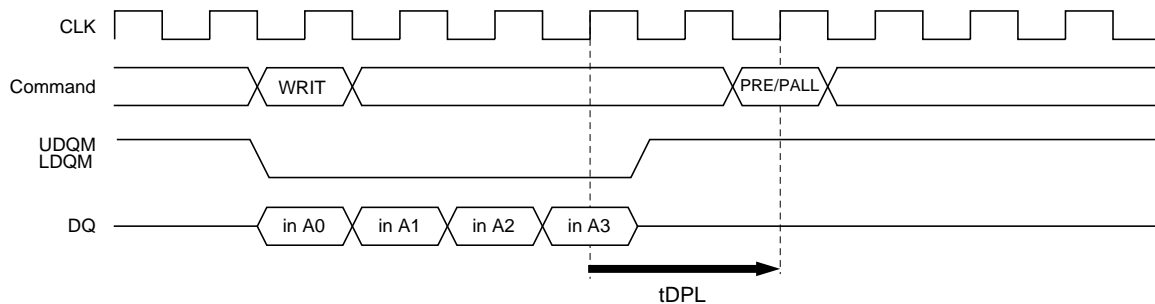 CLK
Command WRIT PRE/PALL
UDQM
LDQM
DQ in A0 in A1 in A2 in A3
tDPL